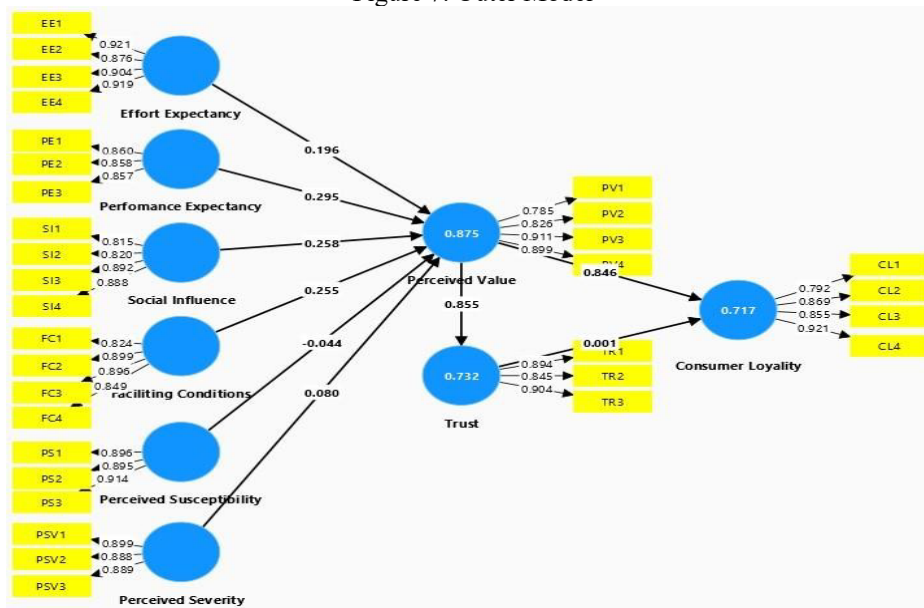 EE1
EE2
EE3
EE4
0.921
0.876
0.904
0.919
Effort Expectancy
PE1
PE2
PE3
0.860
0.858
0.857
Perfomance Expectancy
SI1
SI2
SI3
SI4
0.815
0.820
0.892
0.888
Social Influence
FC1
FC2
FC3
FC4
0.824
0.899
0.896
0.849
Faciliting Conditions
PS1
PS2
PS3
0.896
0.895
0.914
Perceived Susceptibility
PSV1
PSV2
PSV3
0.899
0.888
0.889
Perceived Severity
0.196
0.295
0.258
0.255
-0.044
0.080
0.875
Perceived Value
PV1
PV2
PV3
PV4
0.785
0.826
0.911
0.899
0.855
0.846
0.001
0.732
Trust
TR1
TR2
TR3
0.894
0.845
0.904
0.717
Consumer Loyality
CL1
CL2
CL3
CL4
0.792
0.869
0.855
0.921